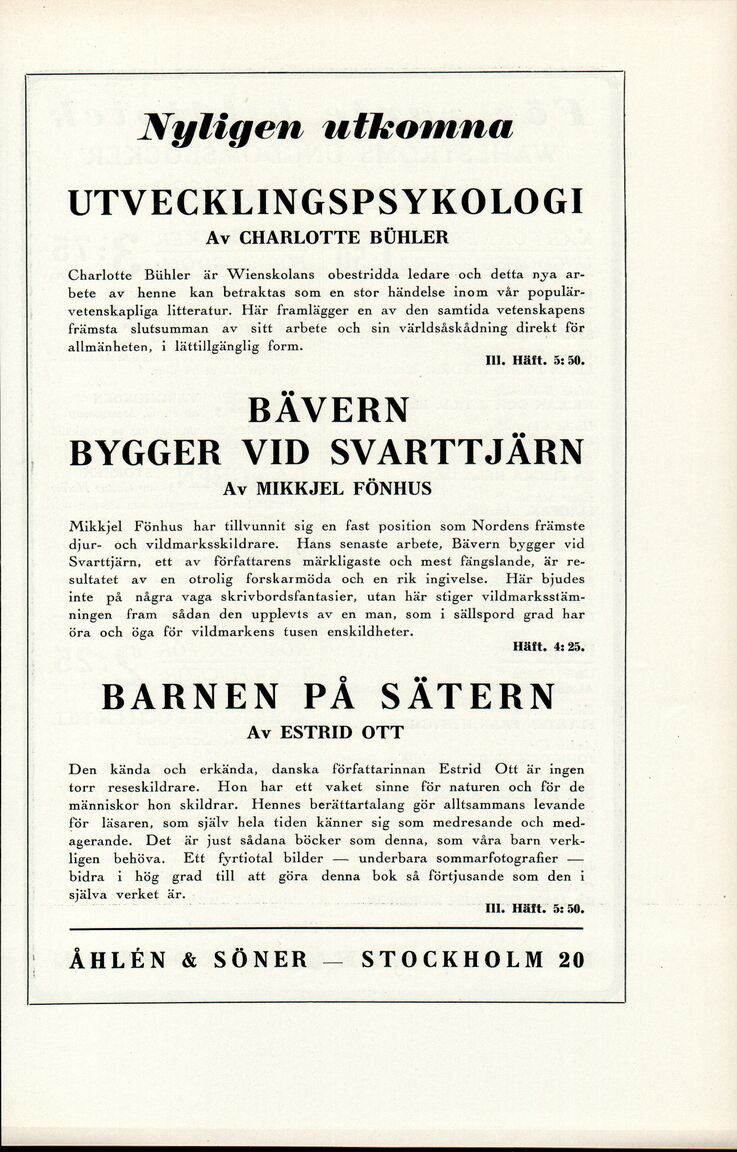 Nyligen utkomna
UTVECKLINGSPSYKOLOGI
Av CHARLOTTE BÜHLER
Charlotte Bühler är Wienskolans obestridda ledare och detta nya ar-
bete av henne kan betraktas som en stor händelse inom vår populär-
vetenskapliga litteratur. Här framlägger en av den samtida vetenskapens
främsta slutsumman av sitt arbete och sin världsåskådning direkt för
allmänheten, i lättillgänglig form.
Ill. Häft. 5: 50.
BÄVERN
BYGGER VID SVARTTJÄRN
Av MIKKJEL FÖNHUS
Mikkjel Fönhus har tillvunnit sig en fast position som Nordens främste
djur- och vildmarksskildrare. Hans senaste arbete, Bävern bygger vid
Svarttjärn, ett av författarens märkligaste och mest fängslande, är re-
sultatet av en otrolig forskarmöda och en rik ingivelse. Här bjudes
inte på några vaga skrivbordsfantasier, utan här stiger vildmarksstäm-
ningen fram sådan den upplevts av en man, som i sällspord grad har
öra och öga för vildmarkens tusen enskildheter.
Häft. 4: 25.
BARNEN PÅ SÄTERN
Av ESTRID OTT
Den kända och erkända, danska författarinnan Estrid Ott är ingen
torr reseskildrare. Hon har ett vaket sinne för naturen och för de
människor hon skildrar. Hennes berättartalang gör alltsammans levande
för läsaren, som själv hela tiden känner sig som medresande och med-
agerande. Det är just sådana böcker som denna, som våra barn verk-
ligen behöva. Ett fyrtiotal bilder — underbara sommarfotografier —
bidra i hög grad till att göra denna bok så förtjusande som den i
själva verket är.
Ill. Häft. 5: 50.
ÅHLÉN & SÖNER — STOCKHOLM 20